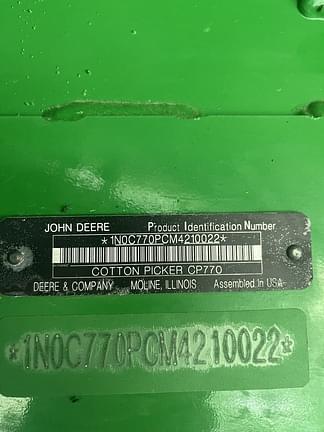 JOHN DEERE Product Identification Number
*1N0C770PCM4210022*
COTTON PICKER CP770
DEERE & COMPANY MOLINE, ILLINOIS Assembled In USA
*1N0C770PCM4210022*